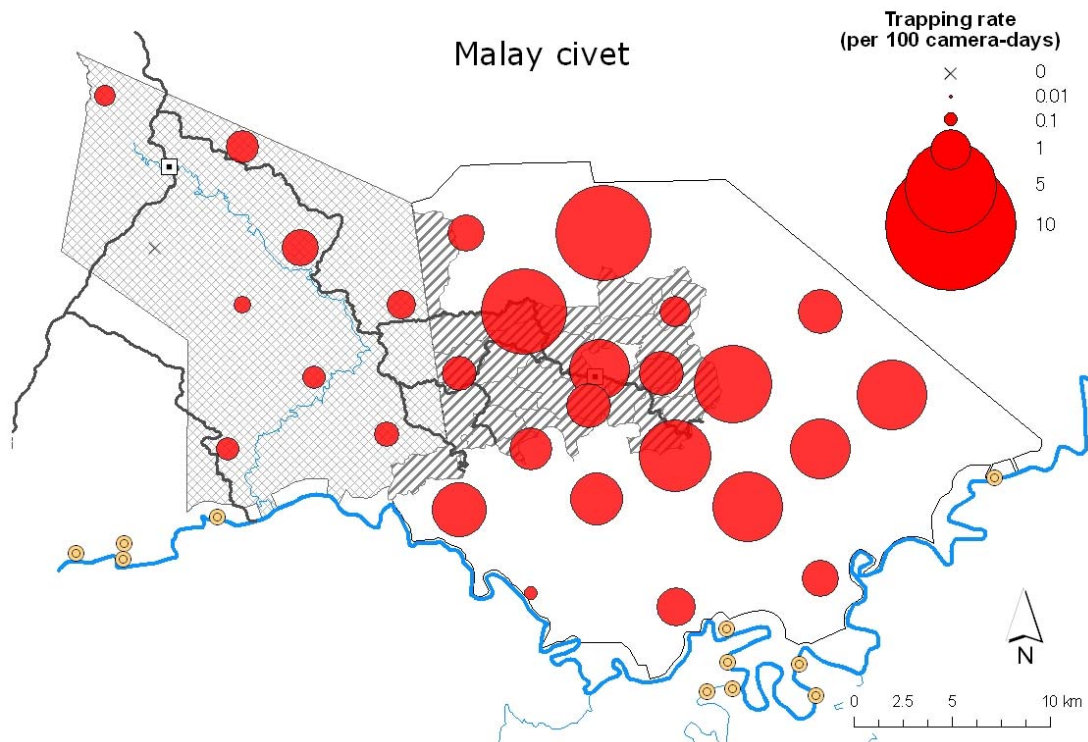 Malay civet
Trapping rate
(per 100 camera-days)
0
0.01
0.1
1
5
10
N
0 2.5 5 10 km